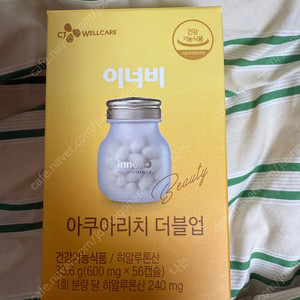 CJ WELLCARE
건강
기능식품
이너비
inne
Beauty
아쿠아리치 더블업
건강기능식품 / 히알루론산
33.6 g(600 mg × 56캡슐)
1회 분량 당 히알루론산 240 mg